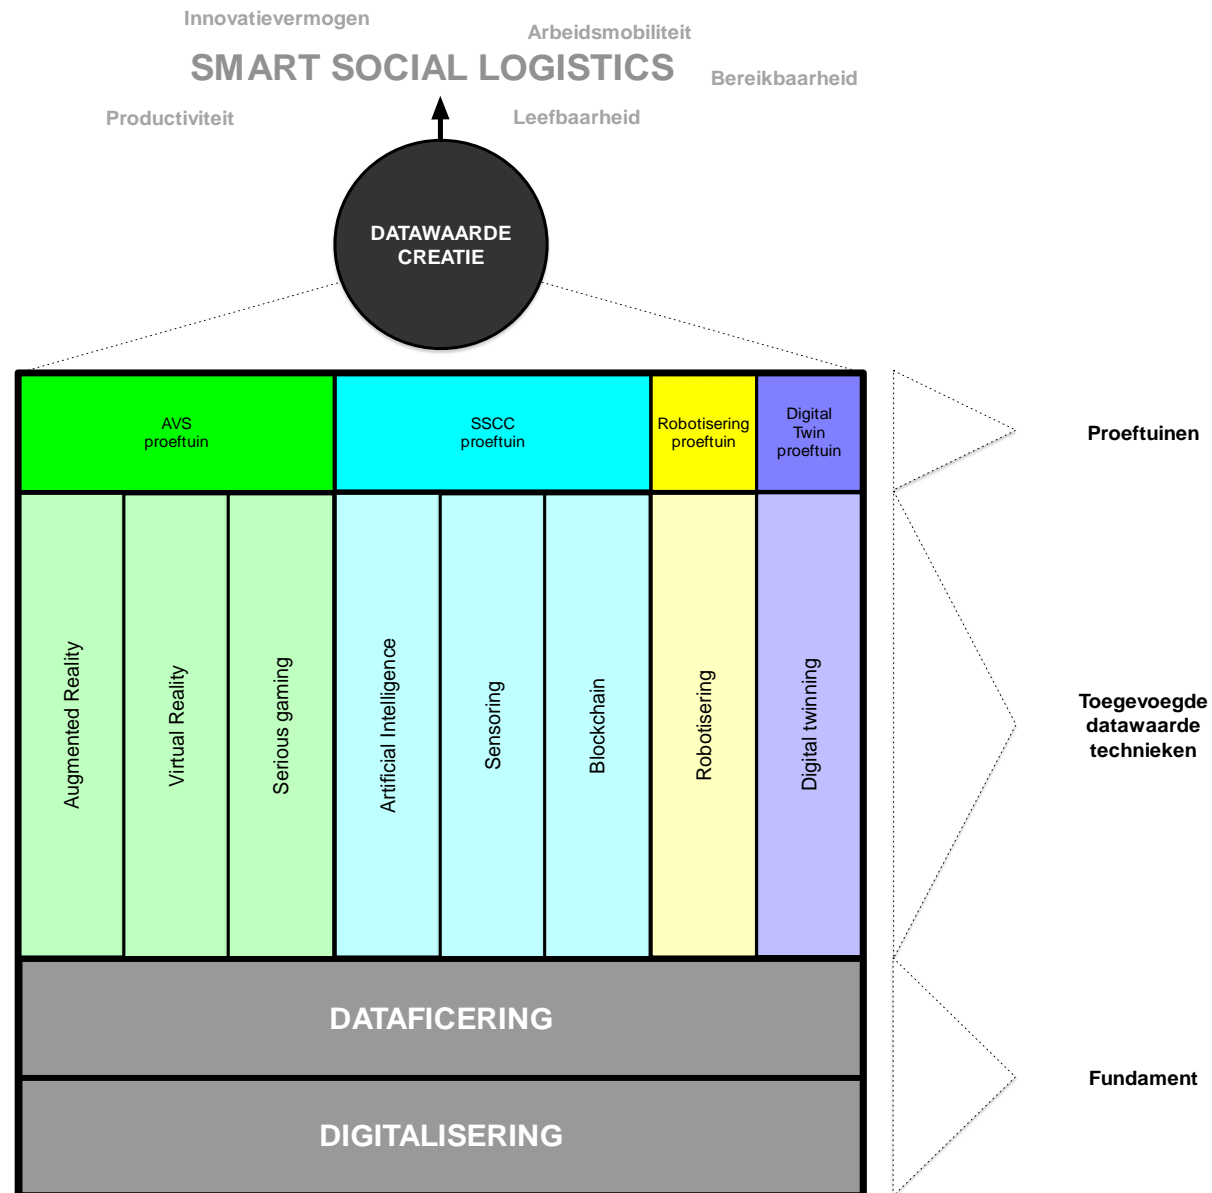 Innovatievermogen
Arbeidsmobiliteit
SMART SOCIAL LOGISTICS
Bereikbaarheid
Productiviteit
Leefbaarheid
DATAWAARDE
CREATIE
AVS
proeftuin
SSCC
proeftuin
Robotisering
proeftuin
Digital
Twin
proeftuin
Proeftuinen
Augmented Reality
Virtual Reality
Serious gaming
Artificial Intelligence
Sensoring
Blockchain
Robotisering
Digital twinning
Toegevoegde
datawaarde
technieken
DATAFICERING
Fundament
DIGITALISERING